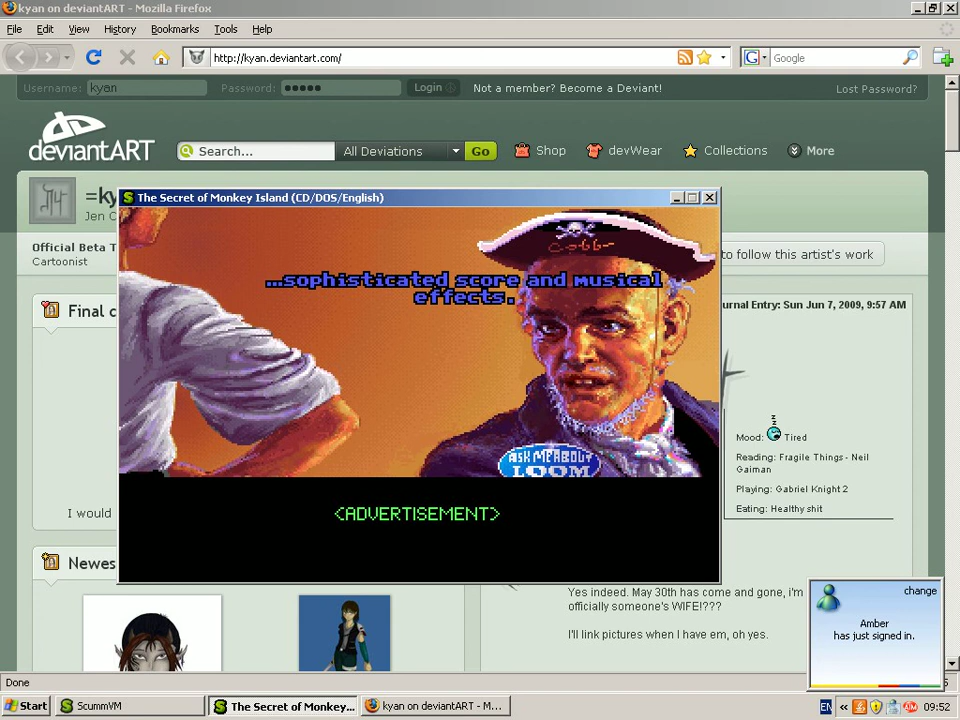 kyan on deviantART - Mozilla Firefox
File Edit View History Bookmarks Tools Help
http://kyan.deviantart.com/
Google
Username: kyan Password: ••••• Login Not a member? Become a Deviant! Lost Password?
deviantART
Search... All Deviations Go Shop devWear Collections More
=ky
Jen C
The Secret of Monkey Island (CD/DOS/English)
Official Beta T
Cartoonist
to follow this artist's work
Cobb
...sophisticated score and musical
effects.
Final c
urnal Entry: Sun Jun 7, 2009, 9:57 AM
z
z
Mood: Tired
Reading: Fragile Things - Neil
Gaiman
Playing: Gabriel Knight 2
Eating: Healthy shit
ASK ME ABOUT
LOOM
I would
<ADVERTISEMENT>
Newes
Yes indeed. May 30th has come and gone, i'm
officially someone's WIFE!???
I'll link pictures when I have em, oh yes.
change
Amber
has just signed in.
Done
Start ScummVM The Secret of Monkey... kyan on deviantART - M... EN « 09:52